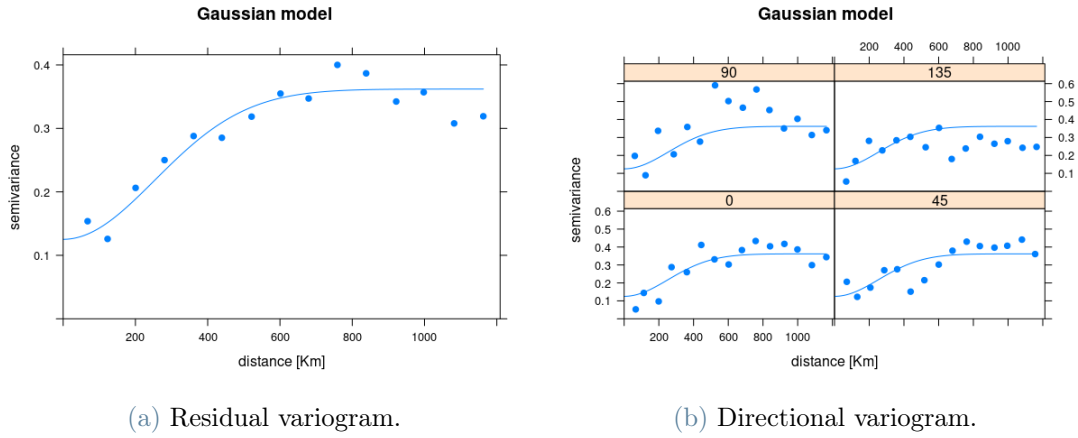 Gaussian model
0.4
0.3
0.2
0.1
semivariance
200 400 600 800 1000
distance [Km]
(a) Residual variogram.
Gaussian model
200 400 600 800 1000
90 135
0.6
0.5
0.4
0.3
0.2
0.1
semivariance
0 45
0.6
0.5
0.4
0.3
0.2
0.1
200 400 600 800 1000
distance [Km]
(b) Directional variogram.